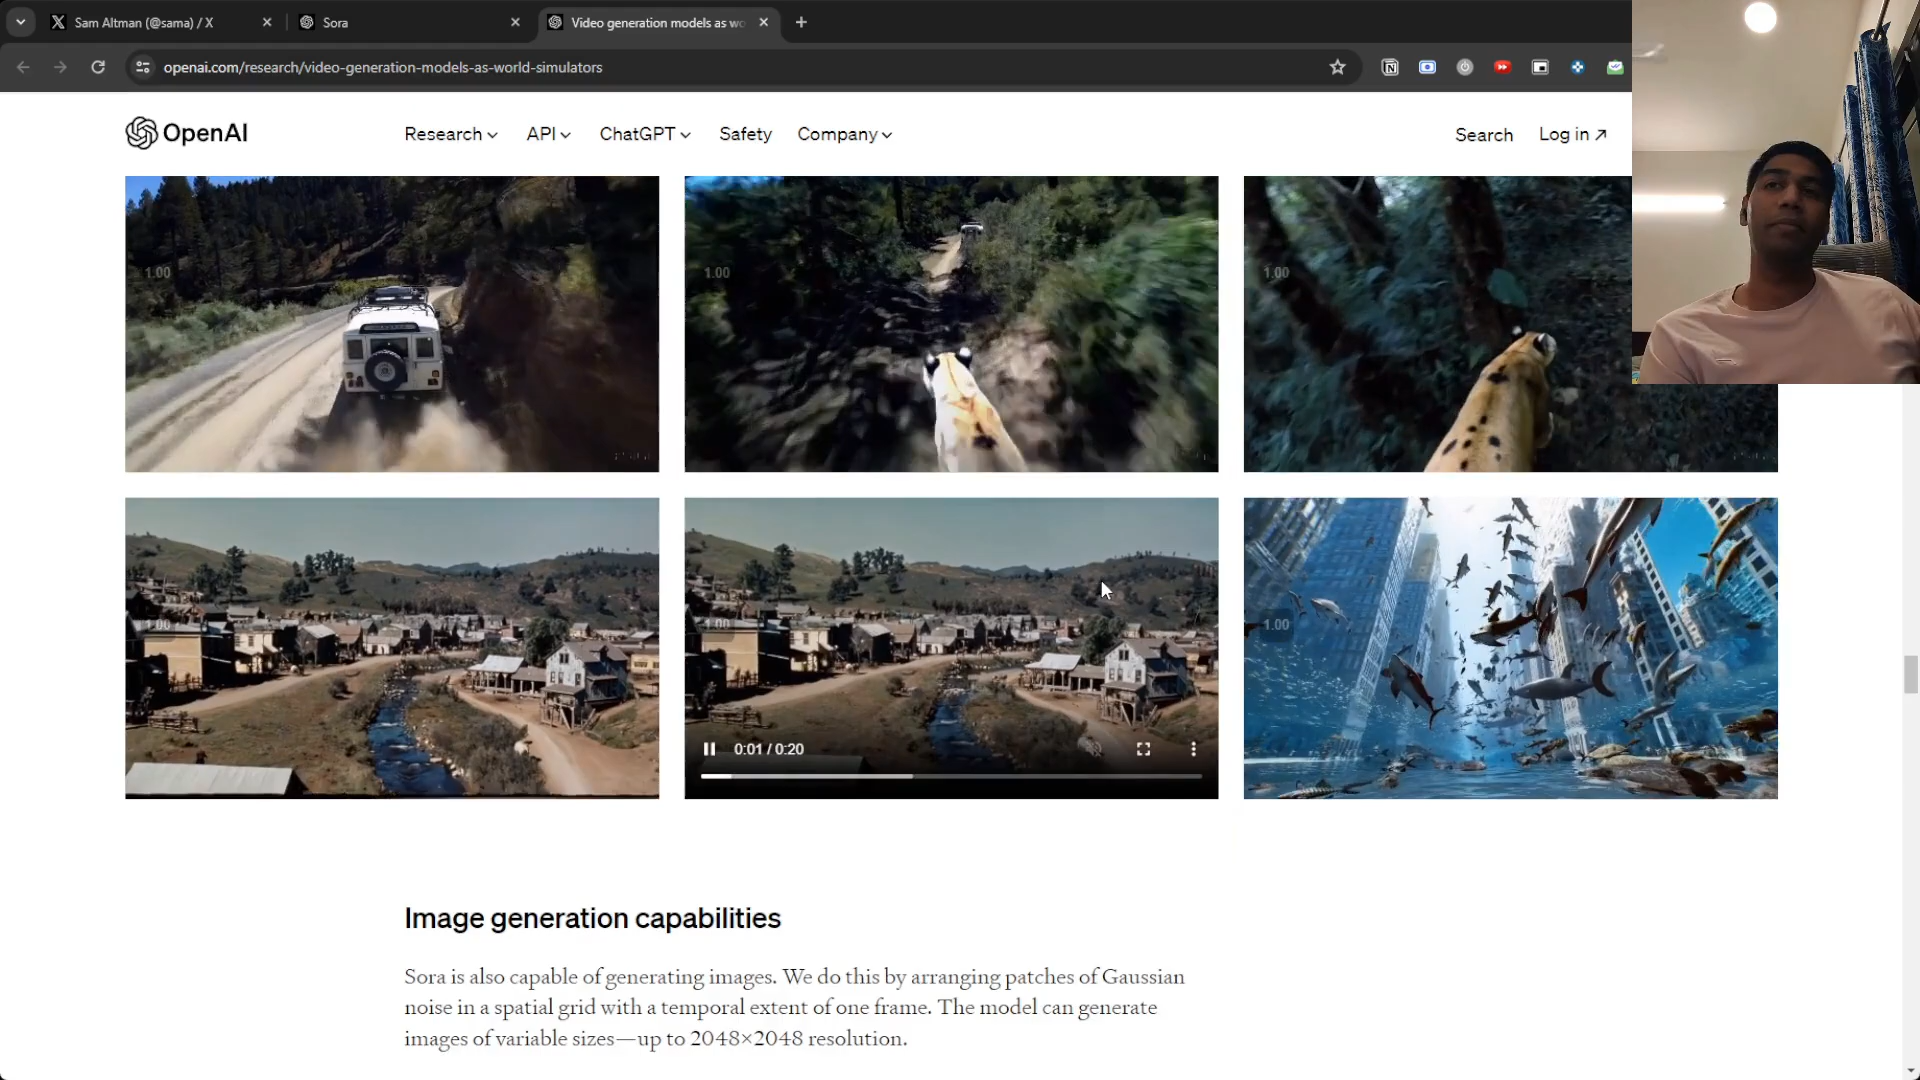 Sam Altman (@sama) / X
Sora
Video generation models as wo
openai.com/research/video-generation-models-as-world-simulators
OpenAI
Research
API
ChatGPT
Safety
Company
Search
Log in ↗
1.00
1.00
1.00
1.00
1.00
1.00
0:01 / 0:20
Image generation capabilities
Sora is also capable of generating images. We do this by arranging patches of Gaussian
noise in a spatial grid with a temporal extent of one frame. The model can generate
images of variable sizes—up to 2048×2048 resolution.